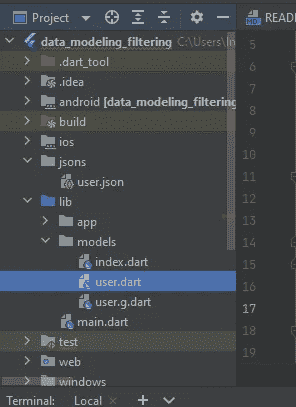 Project
README
data_modeling_filtering C:\Users\
5
.dart_tool
6
.idea
7
android [data_modeling_filtering
8
build
9
ios
10
jsons
11
user.json
12
lib
13
app
models
14
index.dart
15
user.dart
16
user.g.dart
17
main.dart
18
test
19
web
windows
Terminal: Local